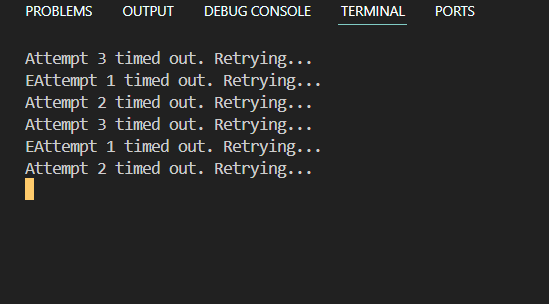 PROBLEMS OUTPUT DEBUG CONSOLE TERMINAL PORTS
Attempt 3 timed out. Retrying...
EAttempt 1 timed out. Retrying...
Attempt 2 timed out. Retrying...
Attempt 3 timed out. Retrying...
EAttempt 1 timed out. Retrying...
Attempt 2 timed out. Retrying...